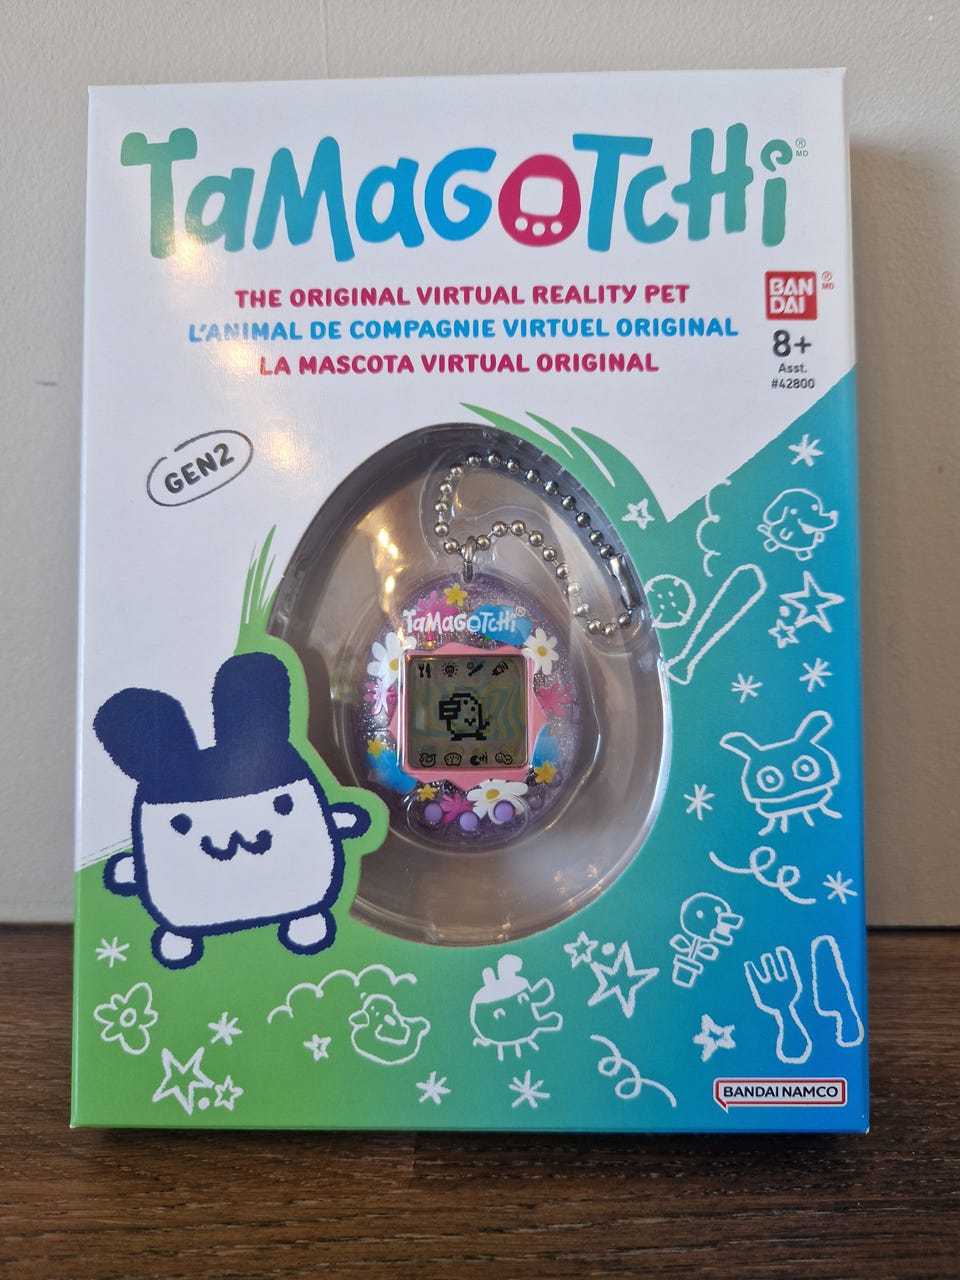 TaMaGOTCHi
® MD
THE ORIGINAL VIRTUAL REALITY PET
L'ANIMAL DE COMPAGNIE VIRTUEL ORIGINAL
LA MASCOTA VIRTUAL ORIGINAL
BAN
DAI
® MD
8+
Asst.
#42800
GEN2
TaMaGOTCHi®
BANDAI NAMCO